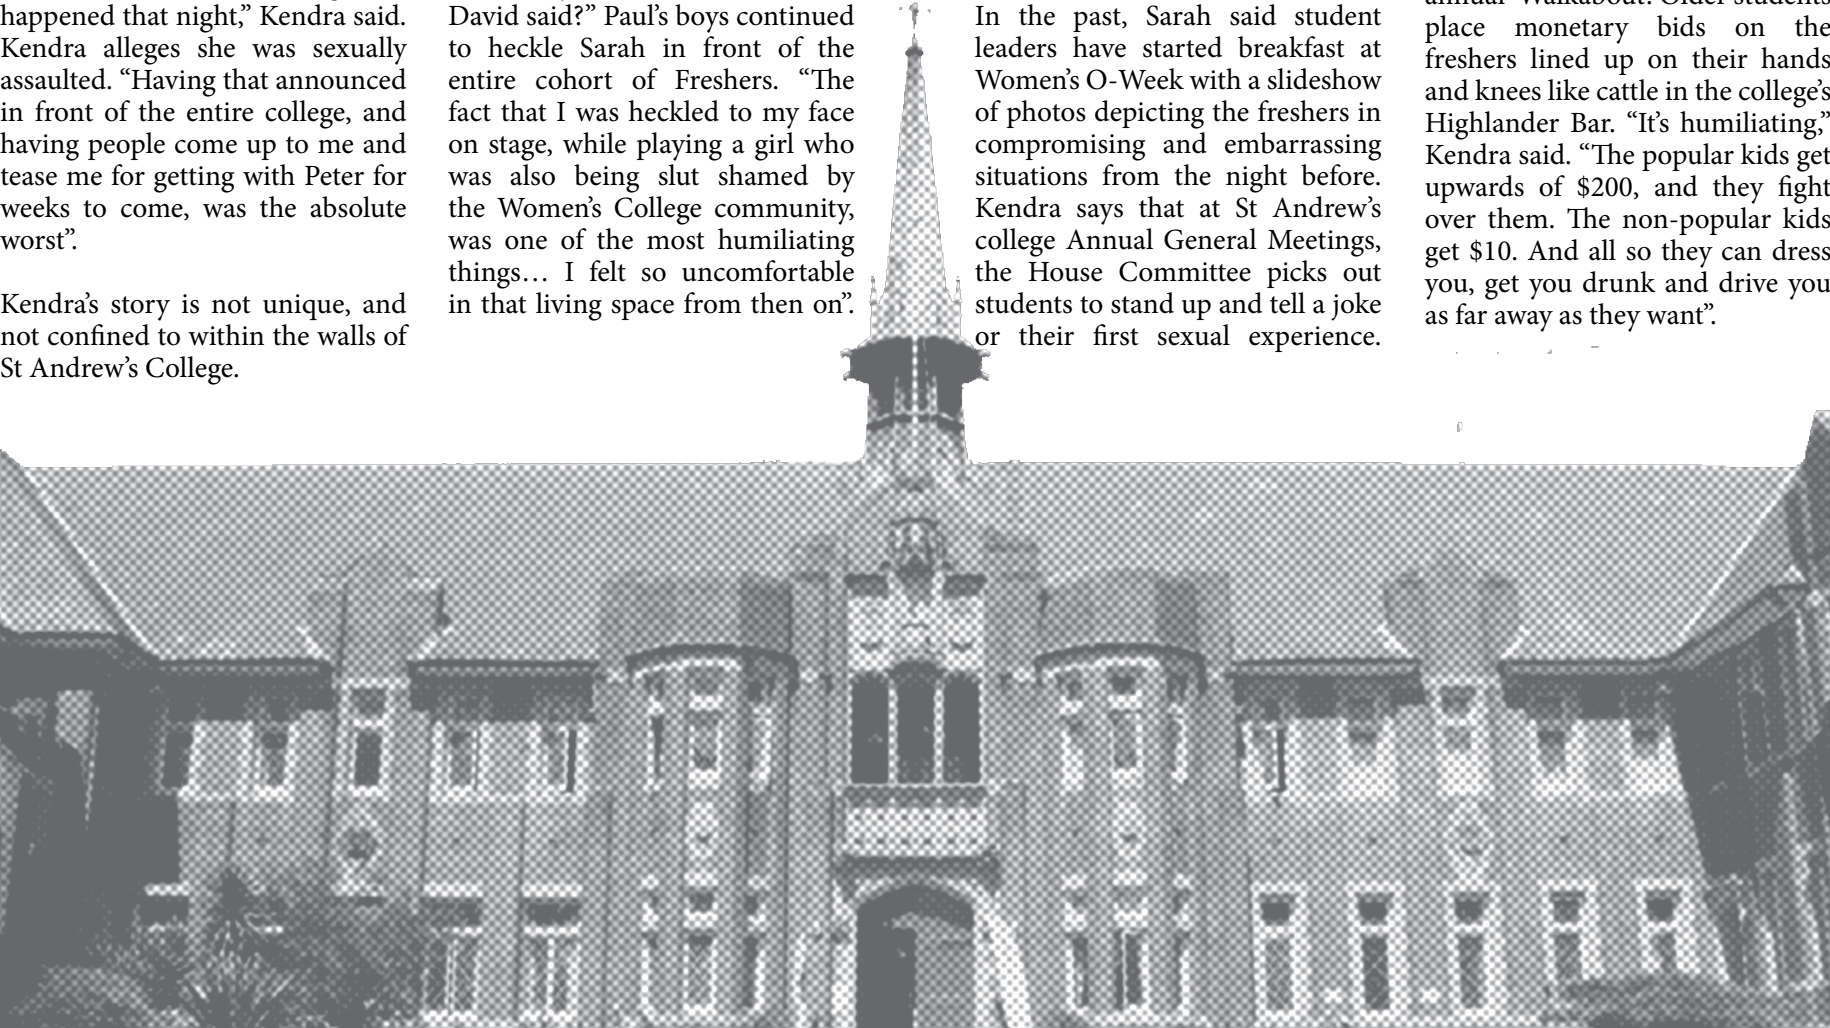 happened that night,” Kendra said.
Kendra alleges she was sexually
assaulted. “Having that announced
in front of the entire college, and
having people come up to me and
tease me for getting with Peter for
weeks to come, was the absolute
worst”.
Kendra’s story is not unique, and
not confined to within the walls of
St Andrew’s College.
David said?” Paul’s boys continued
to heckle Sarah in front of the
entire cohort of Freshers. “The
fact that I was heckled to my face
on stage, while playing a girl who
was also being slut shamed by
the Women’s College community,
was one of the most humiliating
things… I felt so uncomfortable
in that living space from then on”.
In the past, Sarah said student
leaders have started breakfast at
Women’s O-Week with a slideshow
of photos depicting the freshers in
compromising and embarrassing
situations from the night before.
Kendra says that at St Andrew’s
college Annual General Meetings,
the House Committee picks out
students to stand up and tell a joke
or their first sexual experience.
annual Walkabout. Older students
place monetary bids on the
freshers lined up on their hands
and knees like cattle in the college’s
Highlander Bar. “It’s humiliating,”
Kendra said. “The popular kids get
upwards of $200, and they fight
over them. The non-popular kids
get $10. And all so they can dress
you, get you drunk and drive you
as far away as they want”.